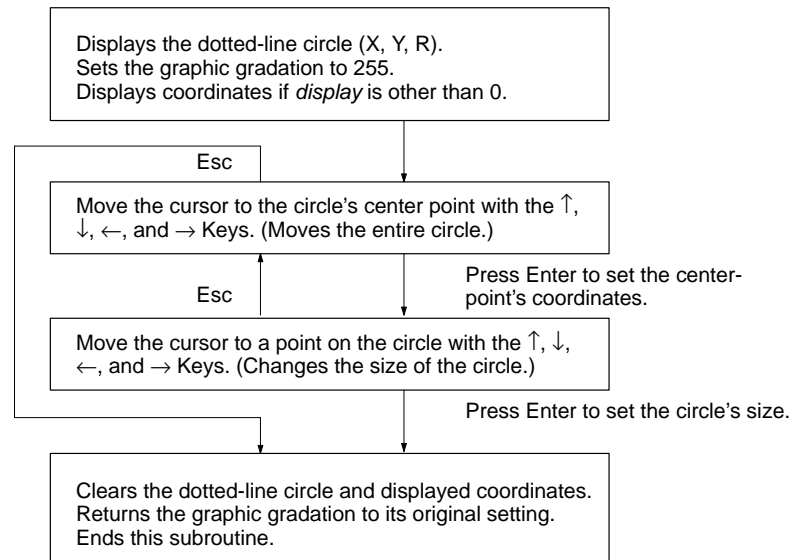 Displays the dotted-line circle (X, Y, R).
Sets the graphic gradation to 255.
Displays coordinates if display is other than 0.
Esc
Move the cursor to the circle's center point with the ↑,
↓, ←, and → Keys. (Moves the entire circle.)
Press Enter to set the center-
point's coordinates.
Esc
Move the cursor to a point on the circle with the ↑, ↓,
←, and → Keys. (Changes the size of the circle.)
Press Enter to set the circle's size.
Clears the dotted-line circle and displayed coordinates.
Returns the graphic gradation to its original setting.
Ends this subroutine.